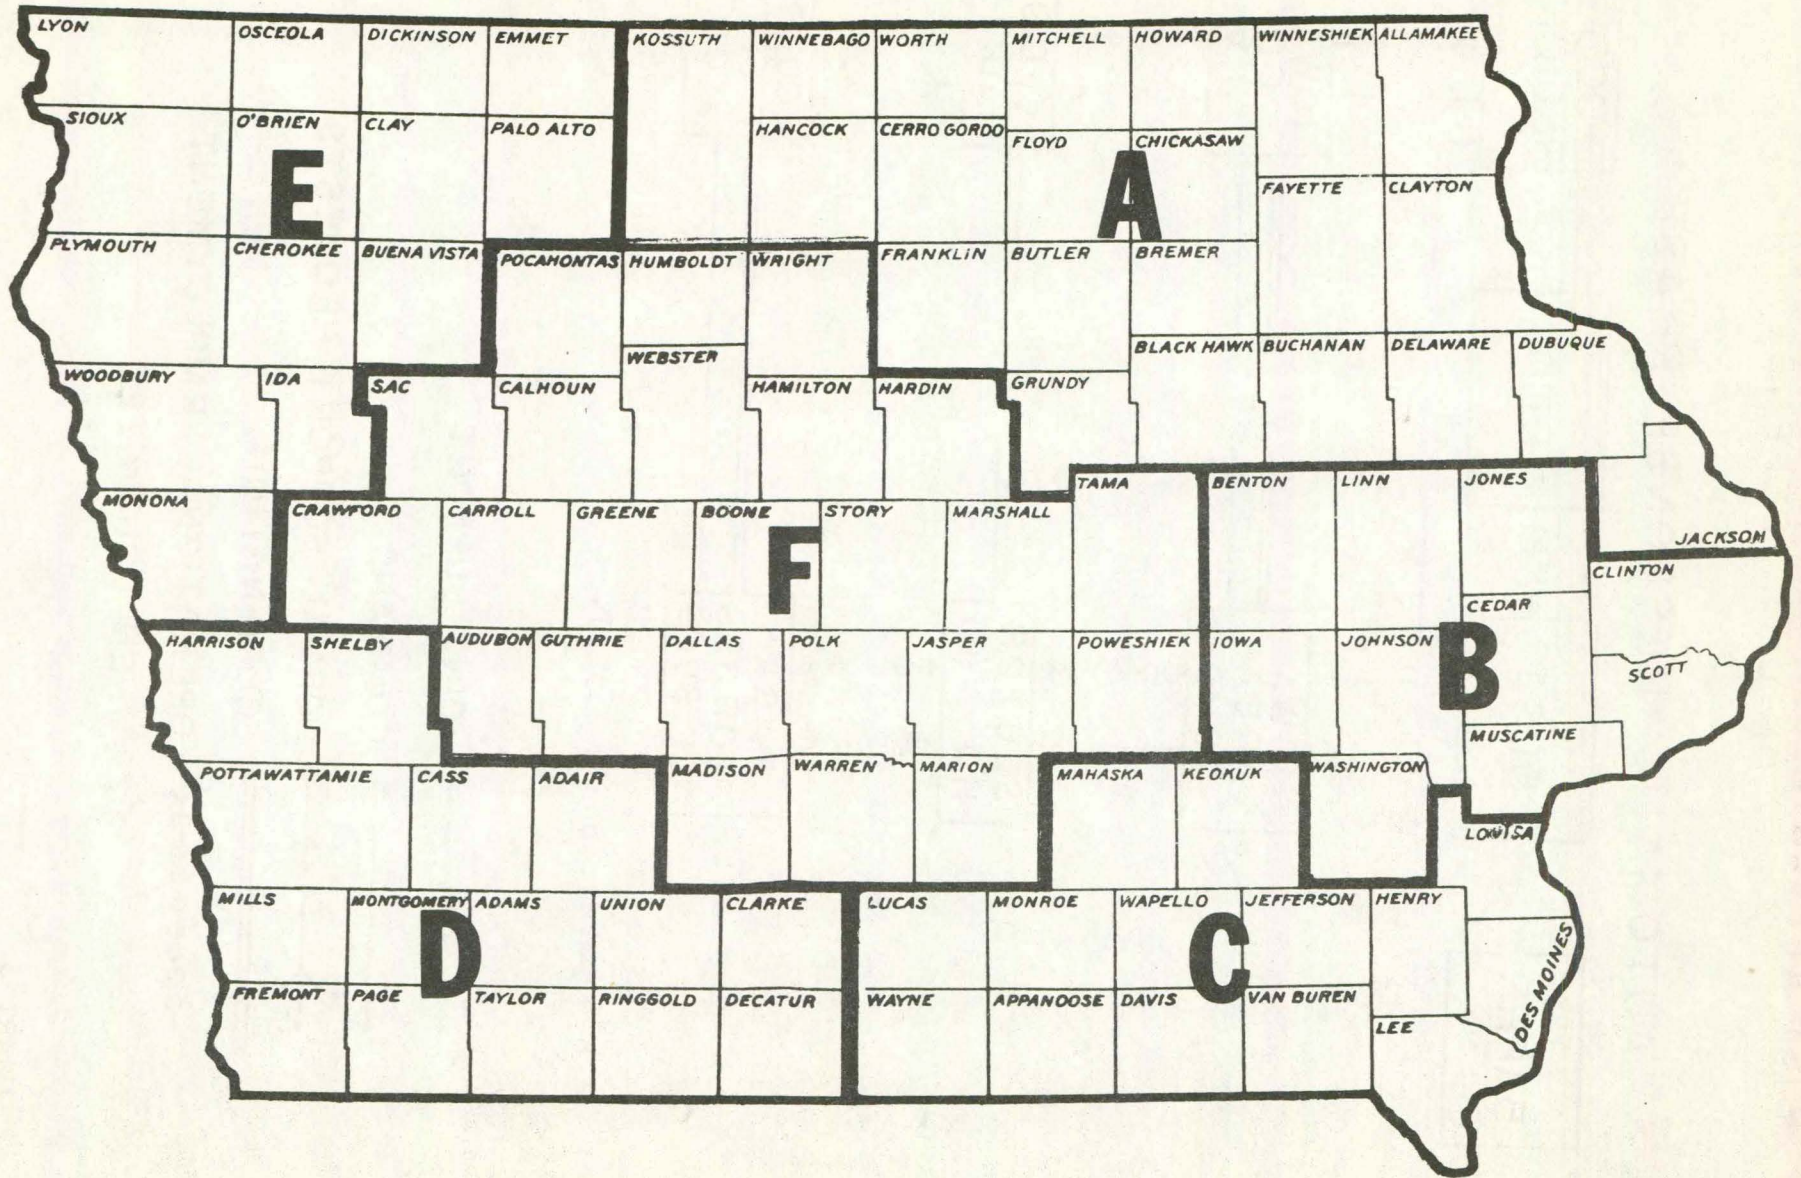 LYON OSCEOLA DICKINSON EMMET KOSSUTH WINNEBAGO WORTH MITCHELL HOWARD WINNESHIEK ALLAMAKEE
SIOUX O'BRIEN CLAY PALO ALTO HANCOCK CERRO GORDO FLOYD CHICKASAW
E A
FAYETTE CLAYTON
PLYMOUTH CHEROKEE BUENA VISTA POCAHONTAS HUMBOLDT WRIGHT FRANKLIN BUTLER BREMER
WEBSTER BLACK HAWK BUCHANAN DELAWARE DUBUQUE
WOODBURY IDA SAC CALHOUN HAMILTON HARDIN GRUNDY
MONONA CRAWFORD CARROLL GREENE BOONE STORY MARSHALL TAMA BENTON LINN JONES
JACKSON
F
CLINTON
CEDAR
HARRISON SHELBY AUDUBON GUTHRIE DALLAS POLK JASPER POWESHIEK IOWA JOHNSON
B
SCOTT
MUSCATINE
POTTAWATTAMIE CASS ADAIR MADISON WARREN MARION MAHASKA KEOKUK WASHINGTON
LOUISA
MILLS MONTGOMERY ADAMS UNION CLARKE LUCAS MONROE WAPELLO JEFFERSON HENRY
D C
DES MOINES
FREMONT PAGE TAYLOR RINGGOLD DECATUR WAYNE APPANOOSE DAVIS VAN BUREN
LEE